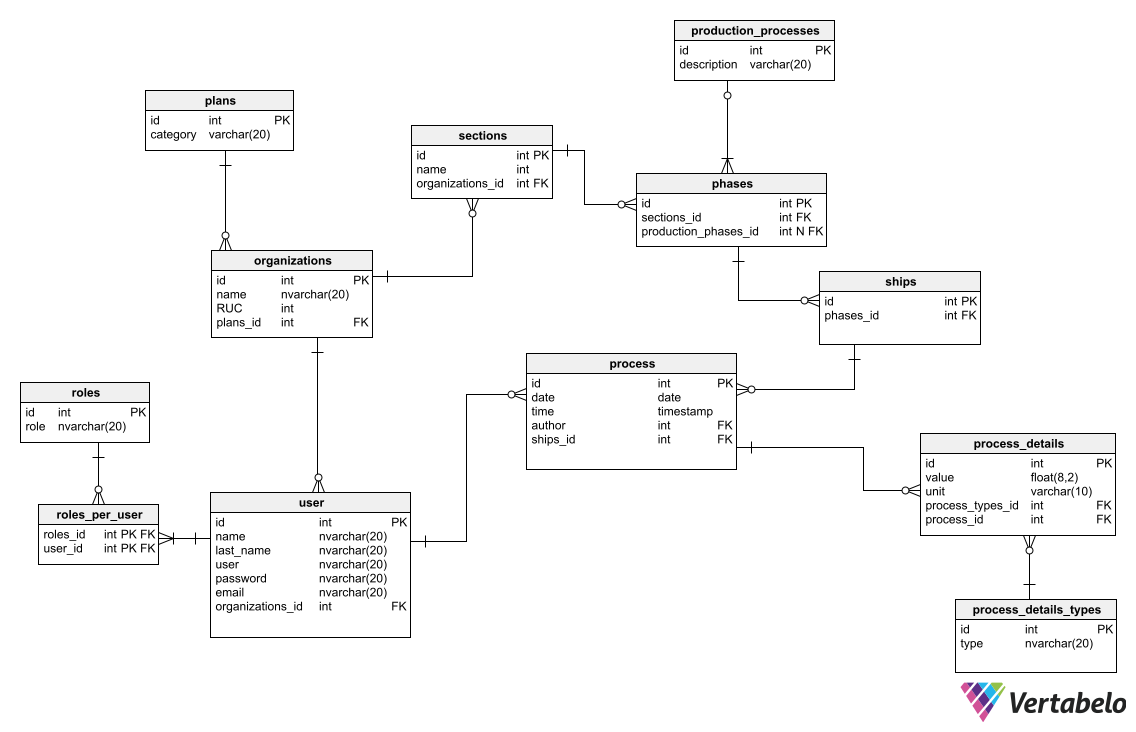 production_processes
id int PK
description varchar(20)
plans
id int PK
category varchar(20)
sections
id int PK
name int
organizations_id int FK
phases
id int PK
sections_id int FK
production_phases_id int N FK
organizations
id int PK
name nvarchar(20)
RUC int
plans_id int FK
ships
id int PK
phases_id int FK
process
id int PK
date date
time timestamp
author int FK
ships_id int FK
roles
id int PK
role nvarchar(20)
process_details
id int PK
value float(8,2)
unit varchar(10)
process_types_id int FK
process_id int FK
roles_per_user
roles_id int PK FK
user_id int PK FK
user
id int PK
name nvarchar(20)
last_name nvarchar(20)
user nvarchar(20)
password nvarchar(20)
email nvarchar(20)
organizations_id int FK
process_details_types
id int PK
type nvarchar(20)
Vertabelo